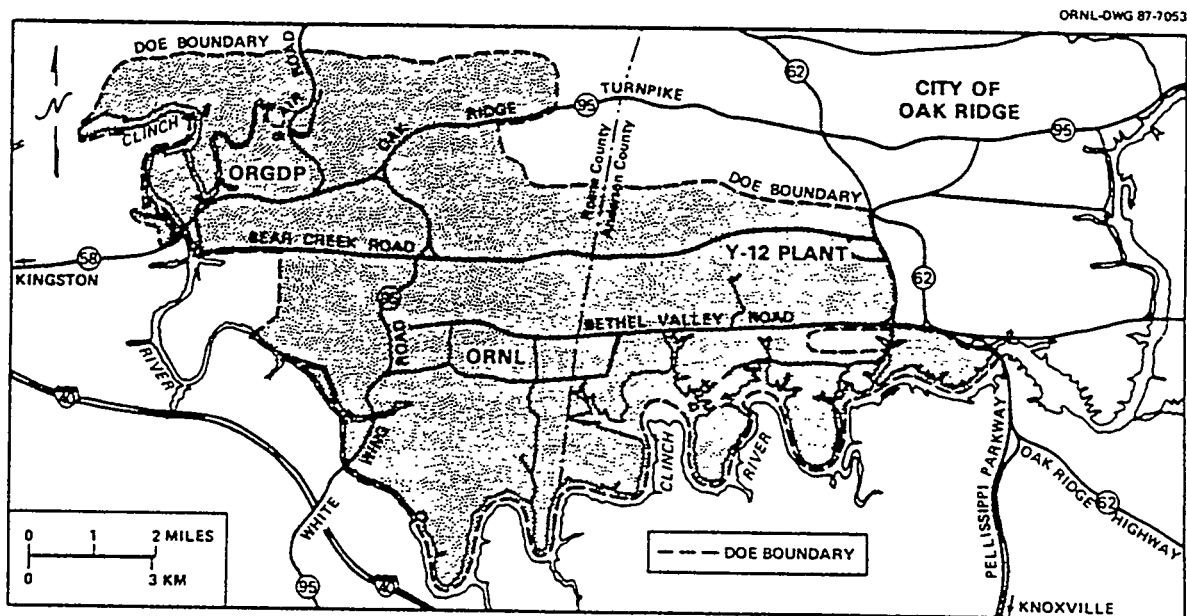 ORNL-DWG 87-7053
DOE BOUNDARY
BLAIR ROAD
N
CLINCH
ORGDP
OAK RIDGE TURNPIKE
95
62
CITY OF
OAK RIDGE
95
Roane County
Anderson County
DOE BOUNDARY
BEAR CREEK ROAD
Y-12 PLANT
58
KINGSTON
62
95
BETHEL VALLEY ROAD
RIVER
ORNL
40
WHITE WING ROAD
CLINCH RIVER
PELLISSIPPI PARKWAY
OAK RIDGE HIGHWAY
62
0 1 2 MILES
0 3 KM
95
40
DOE BOUNDARY
KNOXVILLE